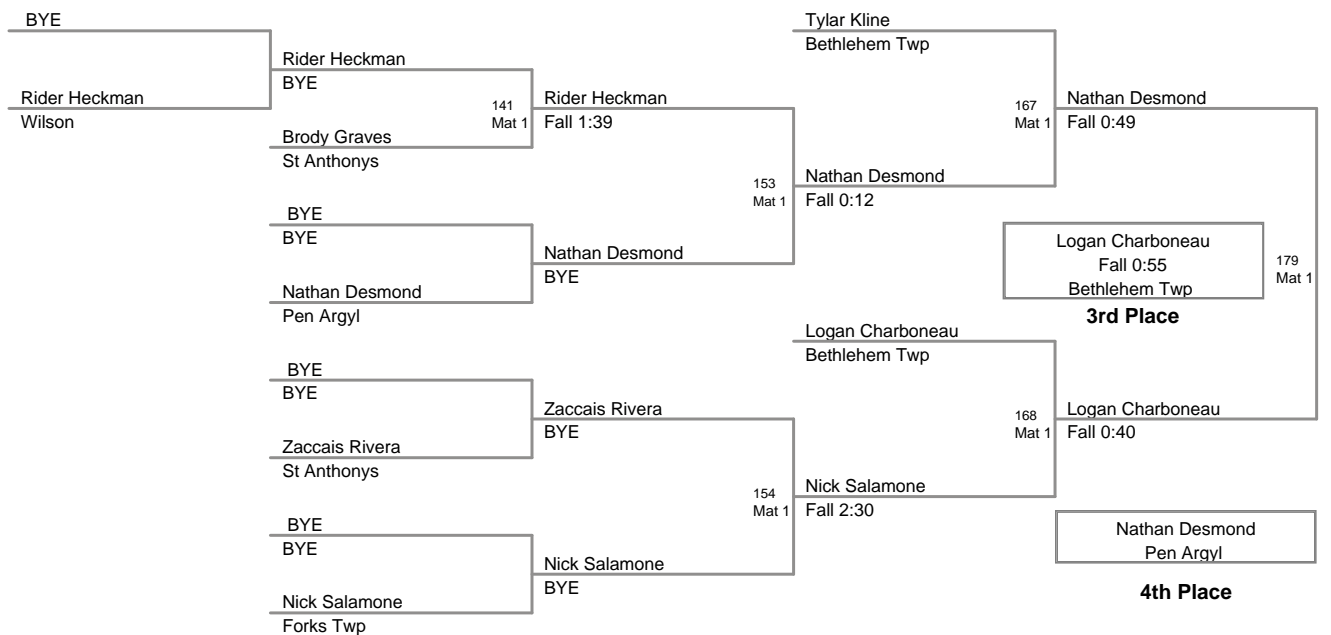 BYE
Rider Heckman
Wilson
Rider Heckman
BYE
Brody Graves
St Anthonys
BYE
BYE
Nathan Desmond
Pen Argyl
BYE
BYE
Zaccais Rivera
St Anthonys
BYE
BYE
Nick Salamone
Forks Twp
141
Mat 1
Rider Heckman
Fall 1:39
Nathan Desmond
BYE
Zaccais Rivera
BYE
Nick Salamone
BYE
Tylar Kline
Bethlehem Twp
153
Mat 1
Nathan Desmond
Fall 0:12
Logan Charboneau
Bethlehem Twp
154
Mat 1
Nick Salamone
Fall 2:30
167
Mat 1
Nathan Desmond
Fall 0:49
168
Mat 1
Logan Charboneau
Fall 0:40
Logan Charboneau
Fall 0:55
Bethlehem Twp
3rd Place
179
Mat 1
Nathan Desmond
Pen Argyl
4th Place